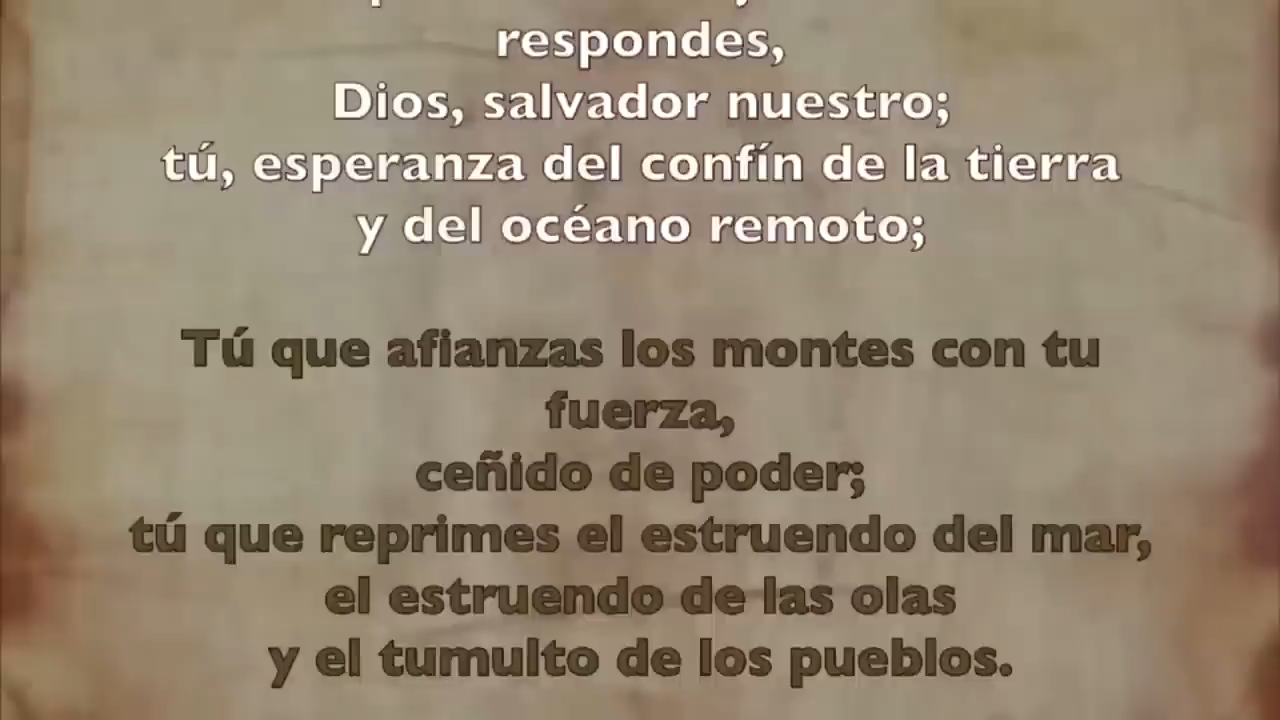 respondes,
Dios, salvador nuestro;
tú, esperanza del confín de la tierra
y del océano remoto;
Tú que afianzas los montes con tu
fuerza,
ceñido de poder;
tú que reprimes el estruendo del mar,
el estruendo de las olas
y el tumulto de los pueblos.